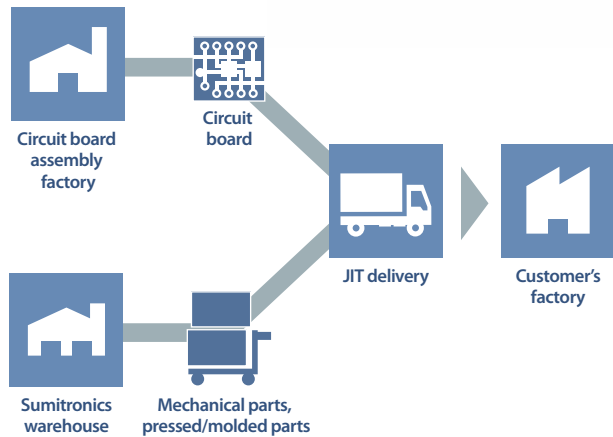 Circuit board
assembly
factory
Circuit
board
JIT delivery
Customer's
factory
Sumitronics
warehouse
Mechanical parts,
pressed/molded parts